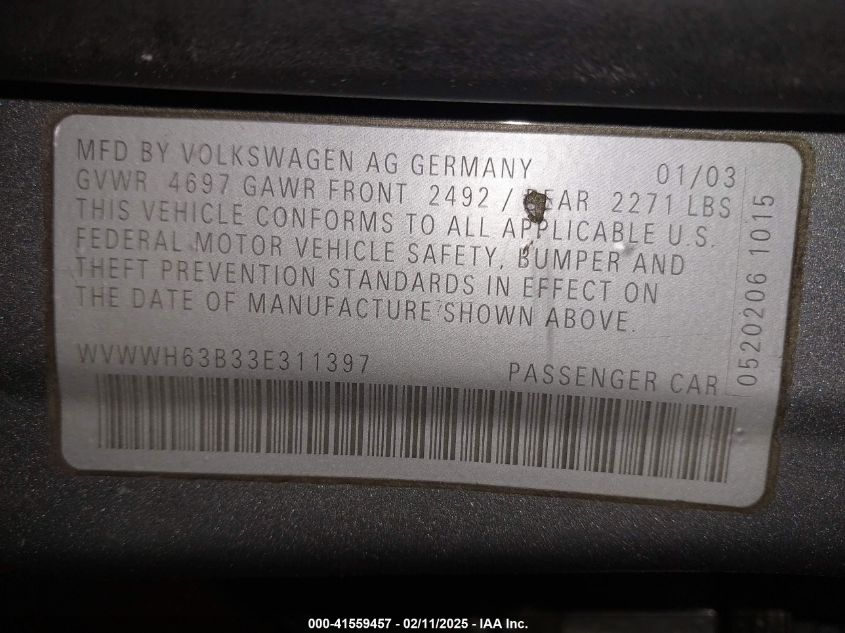 MFD BY VOLKSWAGEN AG GERMANY 01/03
GVWR 4697 GAWR FRONT 2492 / REAR 2271 LBS
THIS VEHICLE CONFORMS TO ALL APPLICABLE U.S.
FEDERAL MOTOR VEHICLE SAFETY, BUMPER AND
THEFT PREVENTION STANDARDS IN EFFECT ON
THE DATE OF MANUFACTURE SHOWN ABOVE.
WVWWH63B33E311397 PASSENGER CAR
0520206 1015
000-41559457 - 02/11/2025 - IAA Inc.